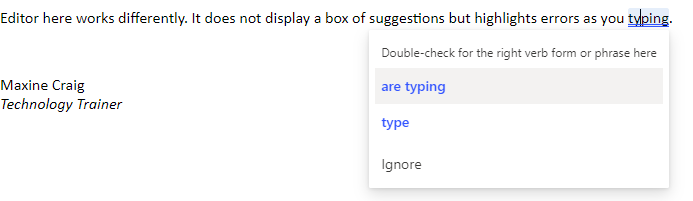 Editor here works differently. It does not display a box of suggestions but highlights errors as you typing.
Double-check for the right verb form or phrase here
are typing
type
Ignore
Maxine Craig
Technology Trainer